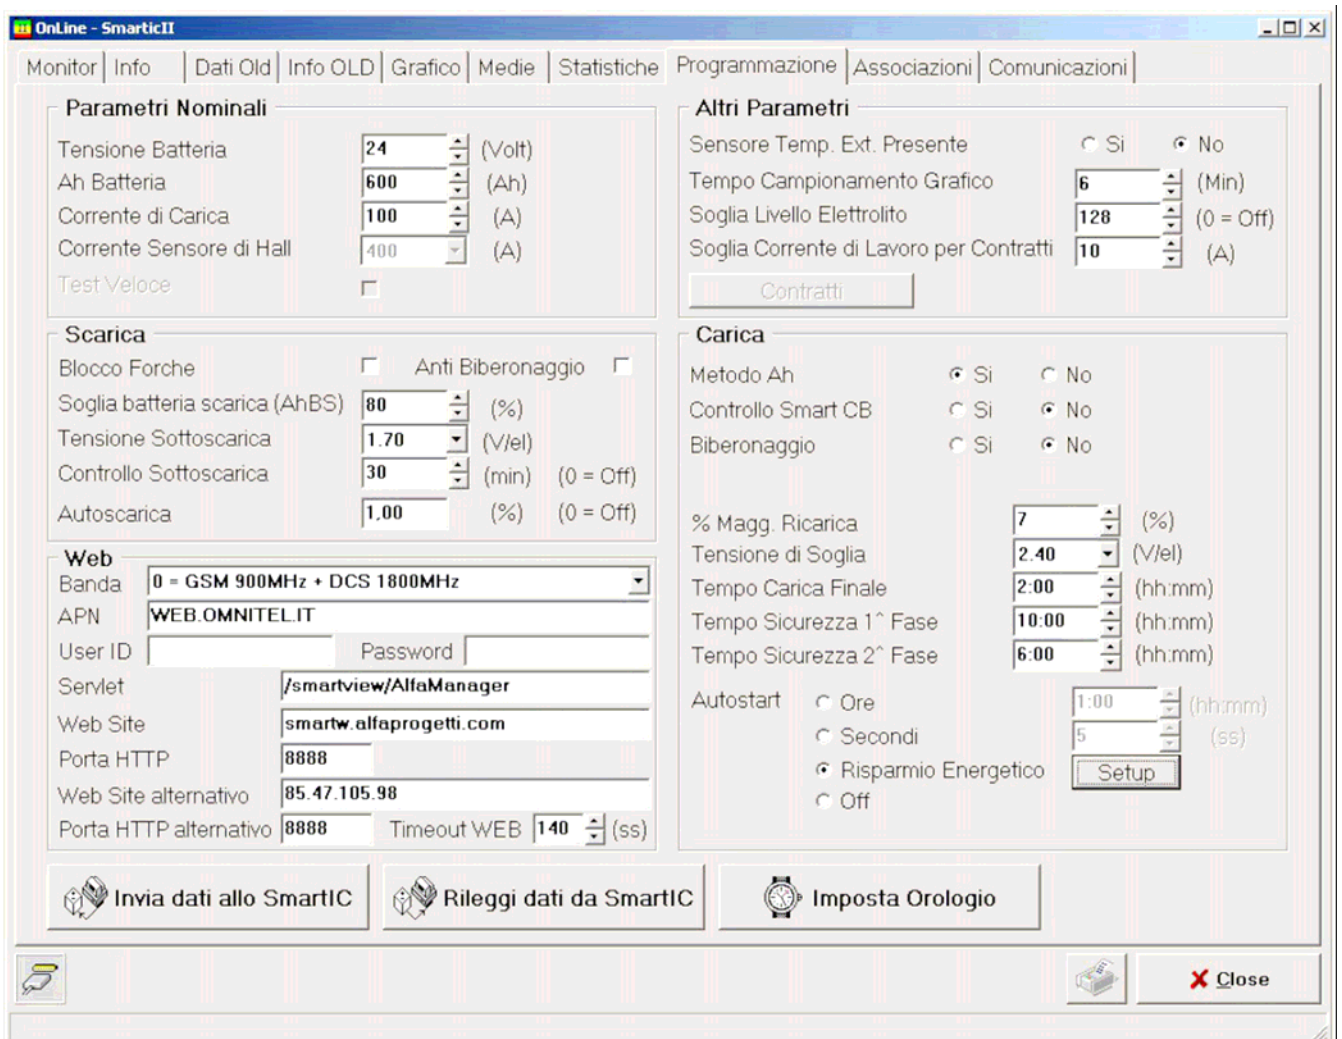 OnLine - SmarticII
Monitor Info Dati Old Info OLD Grafico Medie Statistiche Programmazione Associazioni Comunicazioni
Parametri Nominali
Tensione Batteria 24 (Volt)
Ah Batteria 600 (Ah)
Corrente di Carica 100 (A)
Corrente Sensore di Hall 400 (A)
Test Veloce
Altri Parametri
Sensore Temp. Ext. Presente Si No
Tempo Campionamento Grafico 6 (Min)
Soglia Livello Elettrolito 128 (0 = Off)
Soglia Corrente di Lavoro per Contratti 10 (A)
Contratti
Scarica
Blocco Forche Anti Biberonaggio
Soglia batteria scarica (AhBS) 80 (%)
Tensione Sottoscarica 1.70 (V/el)
Controllo Sottoscarica 30 (min) (0 = Off)
Autoscarica 1,00 (%) (0 = Off)
Carica
Metodo Ah Si No
Controllo Smart CB Si No
Biberonaggio Si No
% Magg. Ricarica 7 (%)
Tensione di Soglia 2.40 (V/el)
Tempo Carica Finale 2:00 (hh:mm)
Tempo Sicurezza 1^ Fase 10:00 (hh:mm)
Tempo Sicurezza 2^ Fase 6:00 (hh:mm)
Autostart Ore 1:00 (hh:mm)
Secondi 5 (ss)
Risparmio Energetico Setup
Off
Web
Banda 0 = GSM 900MHz + DCS 1800MHz
APN WEB.OMNITEL.IT
User ID Password
Servlet /smartview/AlfaManager
Web Site smartw.alfaprogetti.com
Porta HTTP 8888
Web Site alternativo 85.47.105.98
Porta HTTP alternativo 8888 Timeout WEB 140 (ss)
Invia dati allo SmartIC Rileggi dati da SmartIC Imposta Orologio
Close